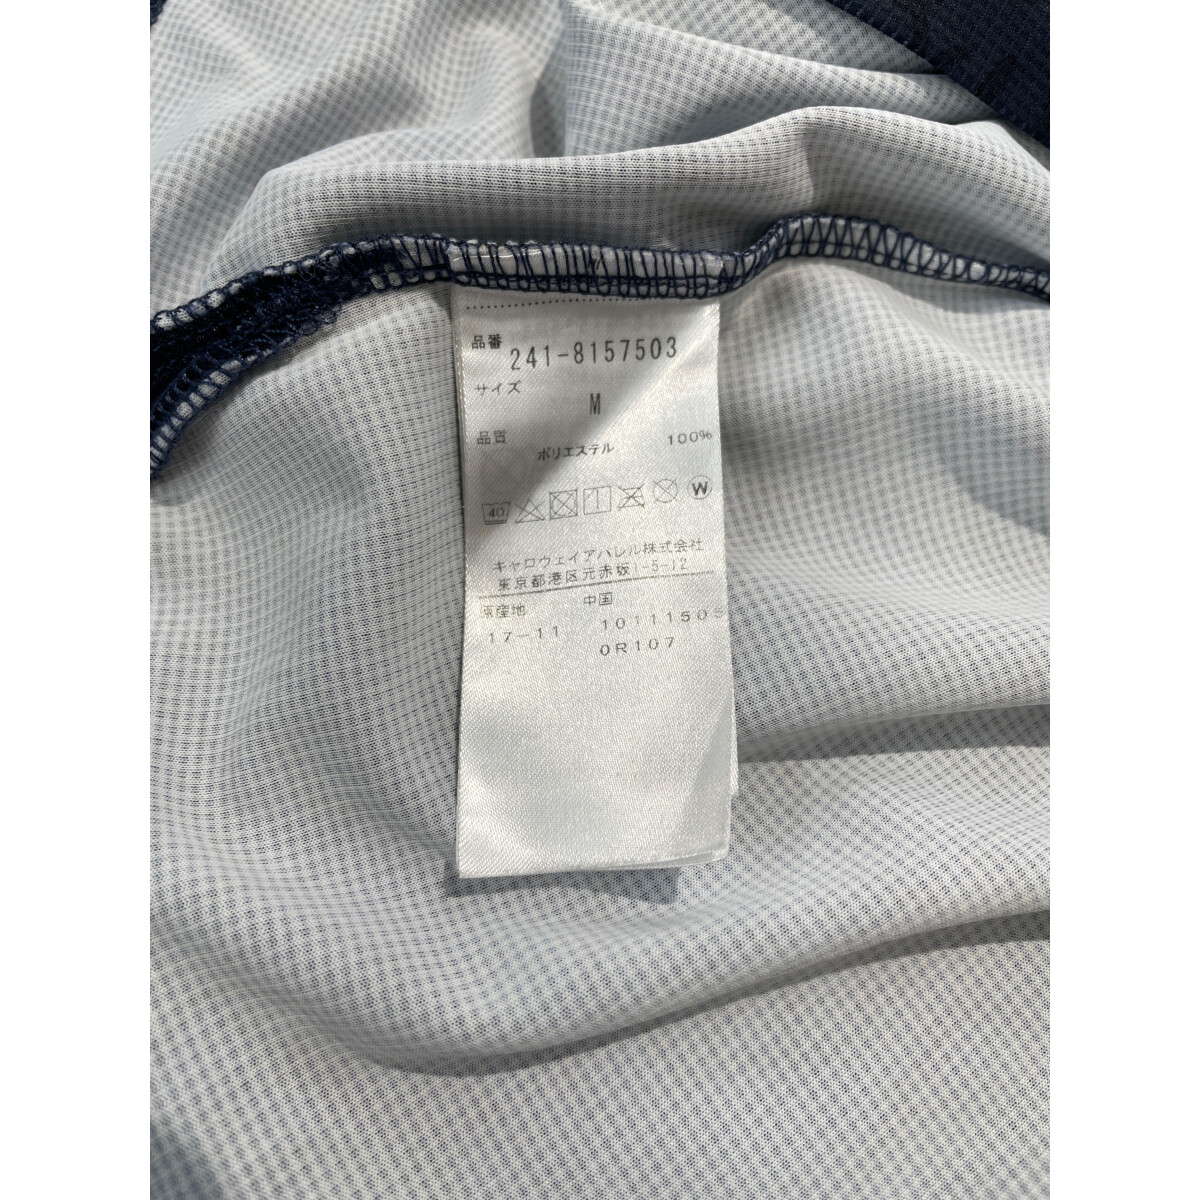 品番 241-8157503
サイズ M
品質 ポリエステル 100%
40 W
キャロウェイアパレル株式会社
東京都港区元赤坂1-5-12
原産地 中国
17-11 1011150
0R107